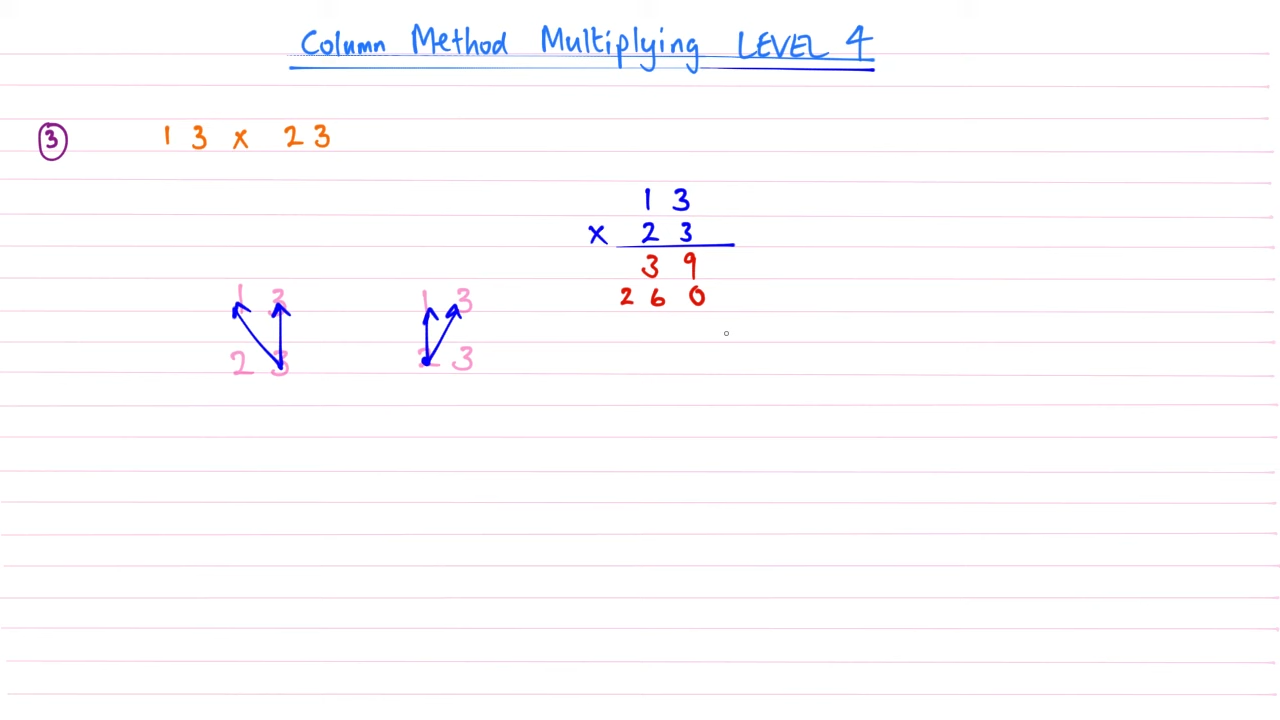 Column Method Multiplying LEVEL 4
3 13 x 23
13
x 23
39
260
1 3 1 3
2 3 2 3